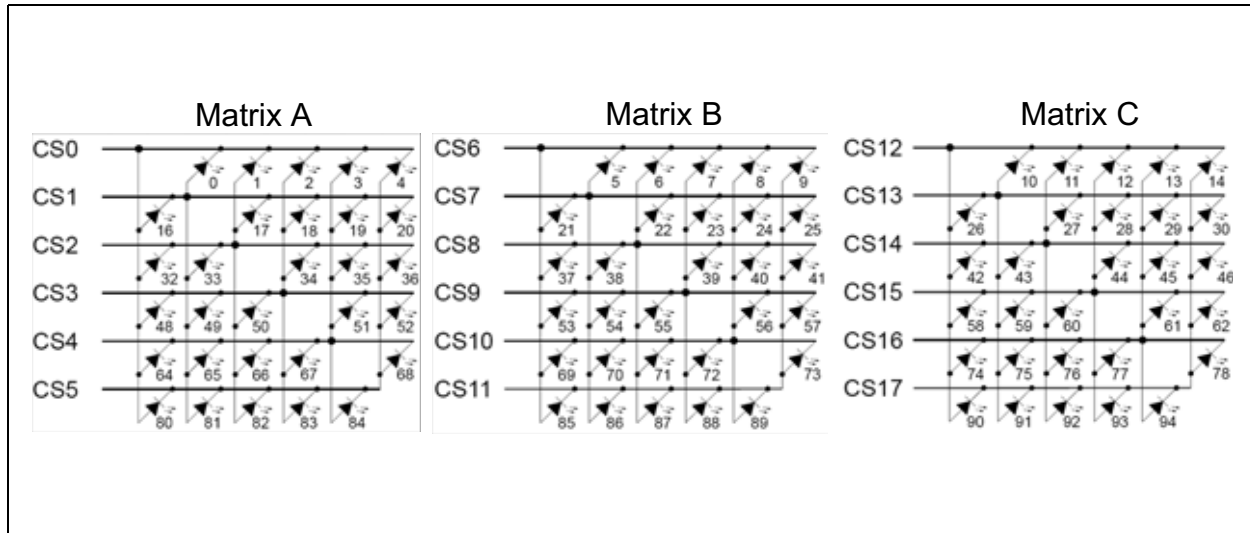 Matrix A Matrix B Matrix C
CS0 CS6 CS12
0 1 2 3 4 5 6 7 8 9 10 11 12 13 14
CS1 CS7 CS13
16 17 18 19 20 21 22 23 24 25 26 27 28 29 30
CS2 CS8 CS14
32 33 34 35 36 37 38 39 40 41 42 43 44 45 46
CS3 CS9 CS15
48 49 50 51 52 53 54 55 56 57 58 59 60 61 62
CS4 CS10 CS16
64 65 66 67 68 69 70 71 72 73 74 75 76 77 78
CS5 CS11 CS17
80 81 82 83 84 85 86 87 88 89 90 91 92 93 94